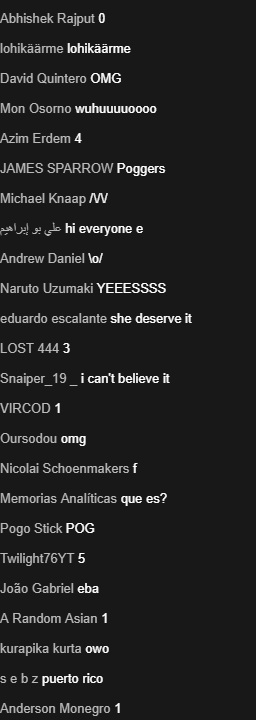 Abhishek Rajput 0
lohikäärme lohikäärme
David Quintero OMG
Mon Osorno wuhuuuuoooo
Azim Erdem 4
JAMES SPARROW Poggers
Michael Knaap /\/\/
علي بو إبراهيم hi everyone e
Andrew Daniel \o/
Naruto Uzumaki YEEESSSS
eduardo escalante she deserve it
LOST 444 3
Snaiper_19 _ i can't believe it
VIRCOD 1
Oursodou omg
Nicolai Schoenmakers f
Memorias Analíticas que es?
Pogo Stick POG
Twilight76YT 5
João Gabriel eba
A Random Asian 1
kurapika kurta owo
s e b z puerto rico
Anderson Monegro 1